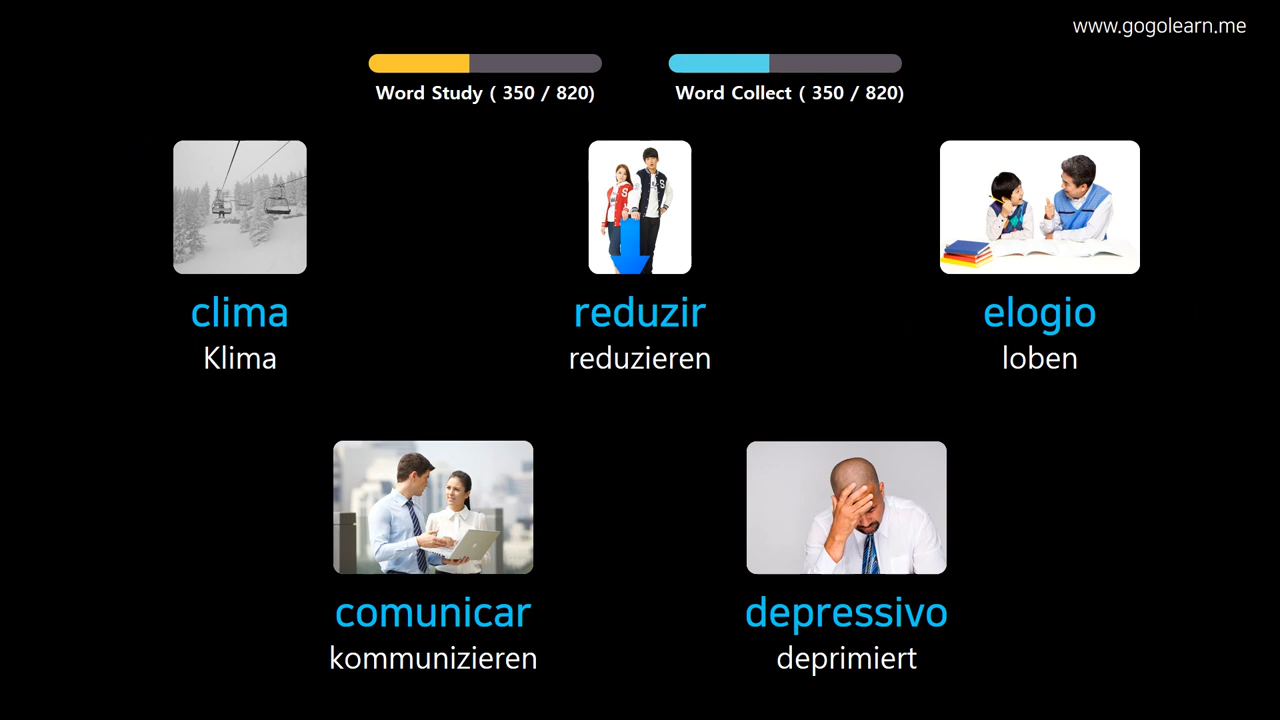 www.gogolearn.me
Word Study ( 350 / 820)
Word Collect ( 350 / 820)
clima
Klima
reduzir
reduzieren
elogio
loben
comunicar
kommunizieren
depressivo
deprimiert